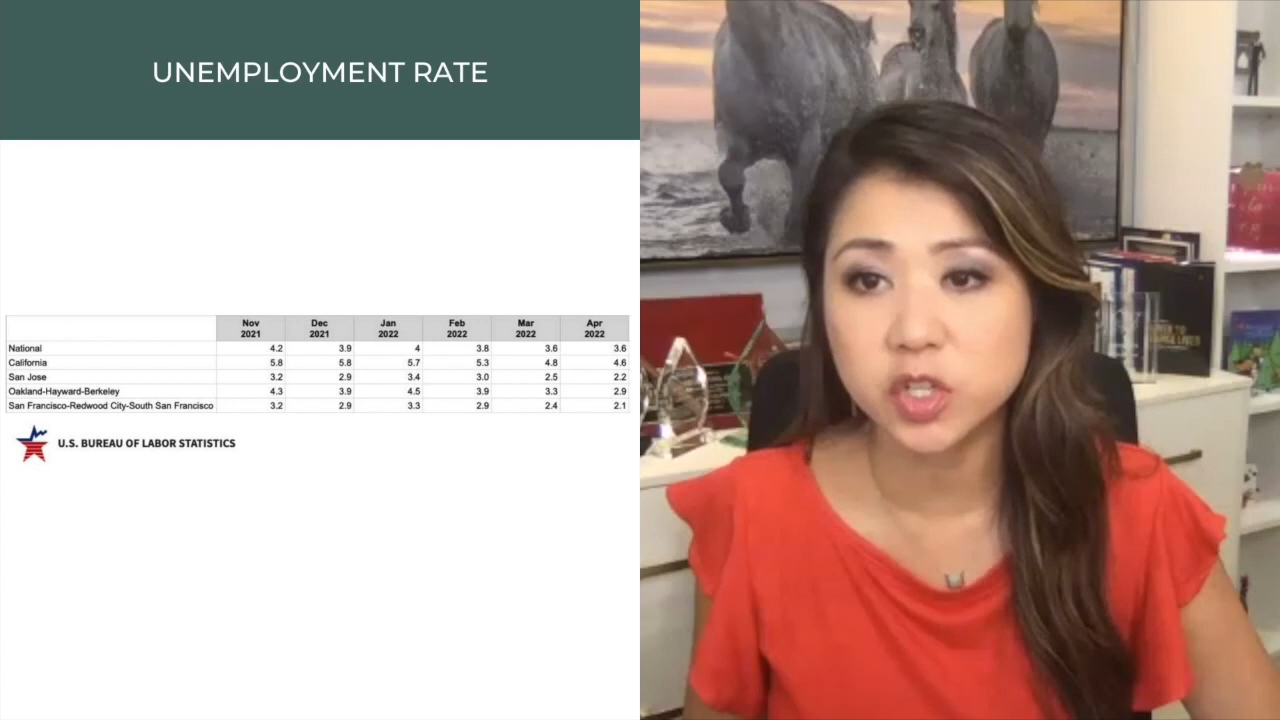 UNEMPLOYMENT RATE
Nov 2021 Dec 2021 Jan 2022 Feb 2022 Mar 2022 Apr 2022
National 4.2 3.9 4 3.8 3.6 3.6
California 5.8 5.8 5.7 5.3 4.8 4.6
San Jose 3.2 2.9 3.4 3.0 2.5 2.2
Oakland-Hayward-Berkeley 4.3 3.9 4.5 3.9 3.3 2.9
San Francisco-Redwood City-South San Francisco 3.2 2.9 3.3 2.9 2.4 2.1
U.S. BUREAU OF LABOR STATISTICS